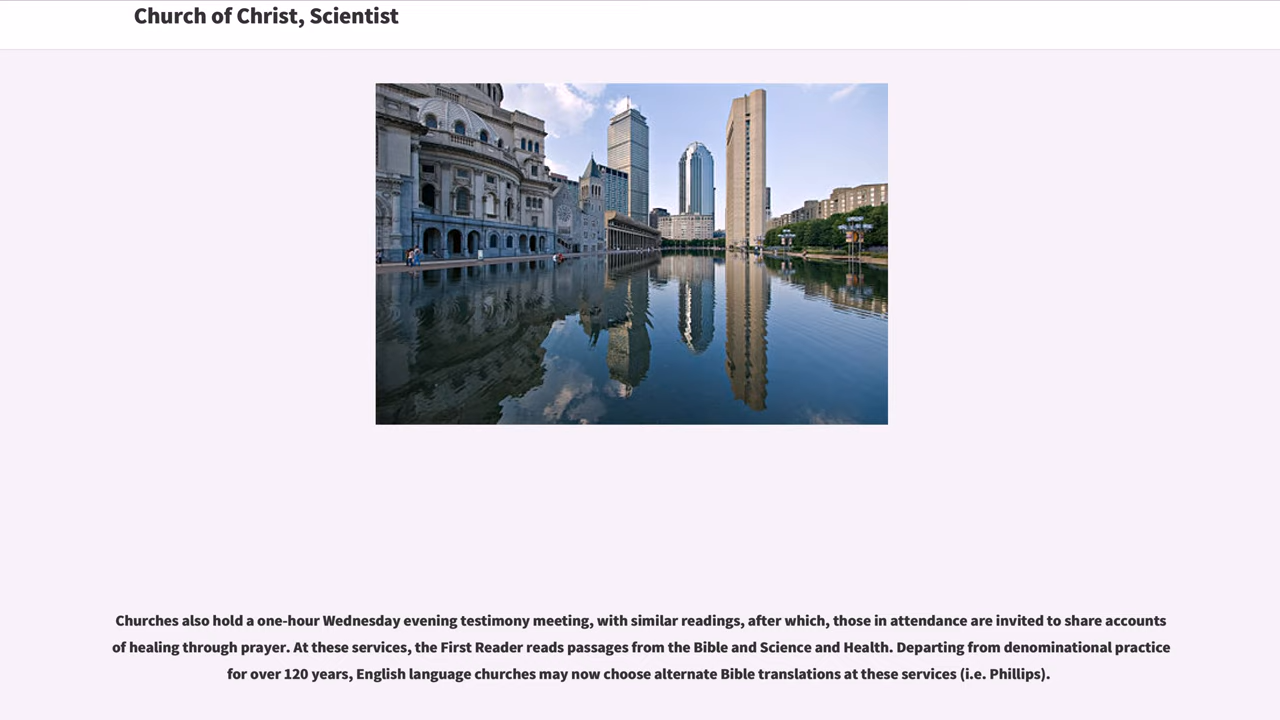 Church of Christ, Scientist
Churches also hold a one-hour Wednesday evening testimony meeting, with similar readings, after which, those in attendance are invited to share accounts
of healing through prayer. At these services, the First Reader reads passages from the Bible and Science and Health. Departing from denominational practice
for over 120 years, English language churches may now choose alternate Bible translations at these services (i.e. Phillips).